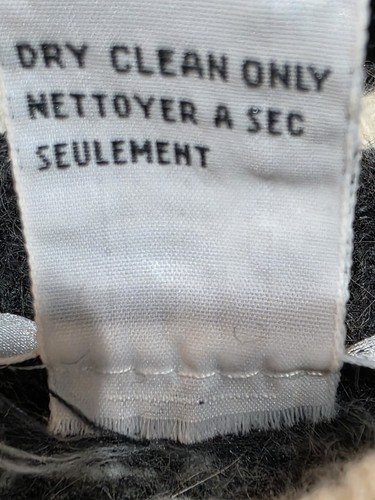 DRY CLEAN ONLY
NETTOYER A SEC
SEULEMENT